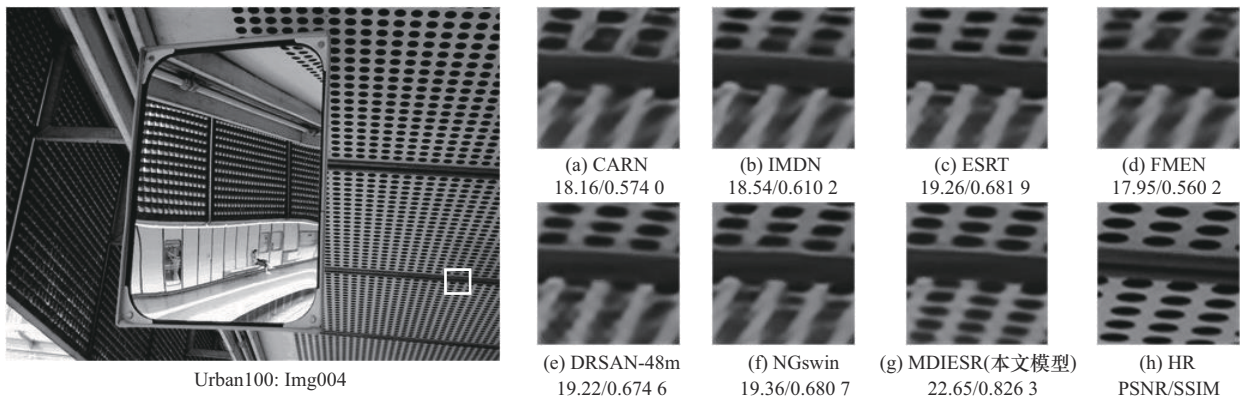 (a) CARN
18.16/0.574 0
(b) IMDN
18.54/0.610 2
(c) ESRT
19.26/0.681 9
(d) FMEN
17.95/0.560 2
(e) DRSAN-48m
19.22/0.674 6
(f) NGswin
19.36/0.680 7
(g) MDIESR(本文模型)
22.65/0.826 3
(h) HR
PSNR/SSIM
Urban100: Img004